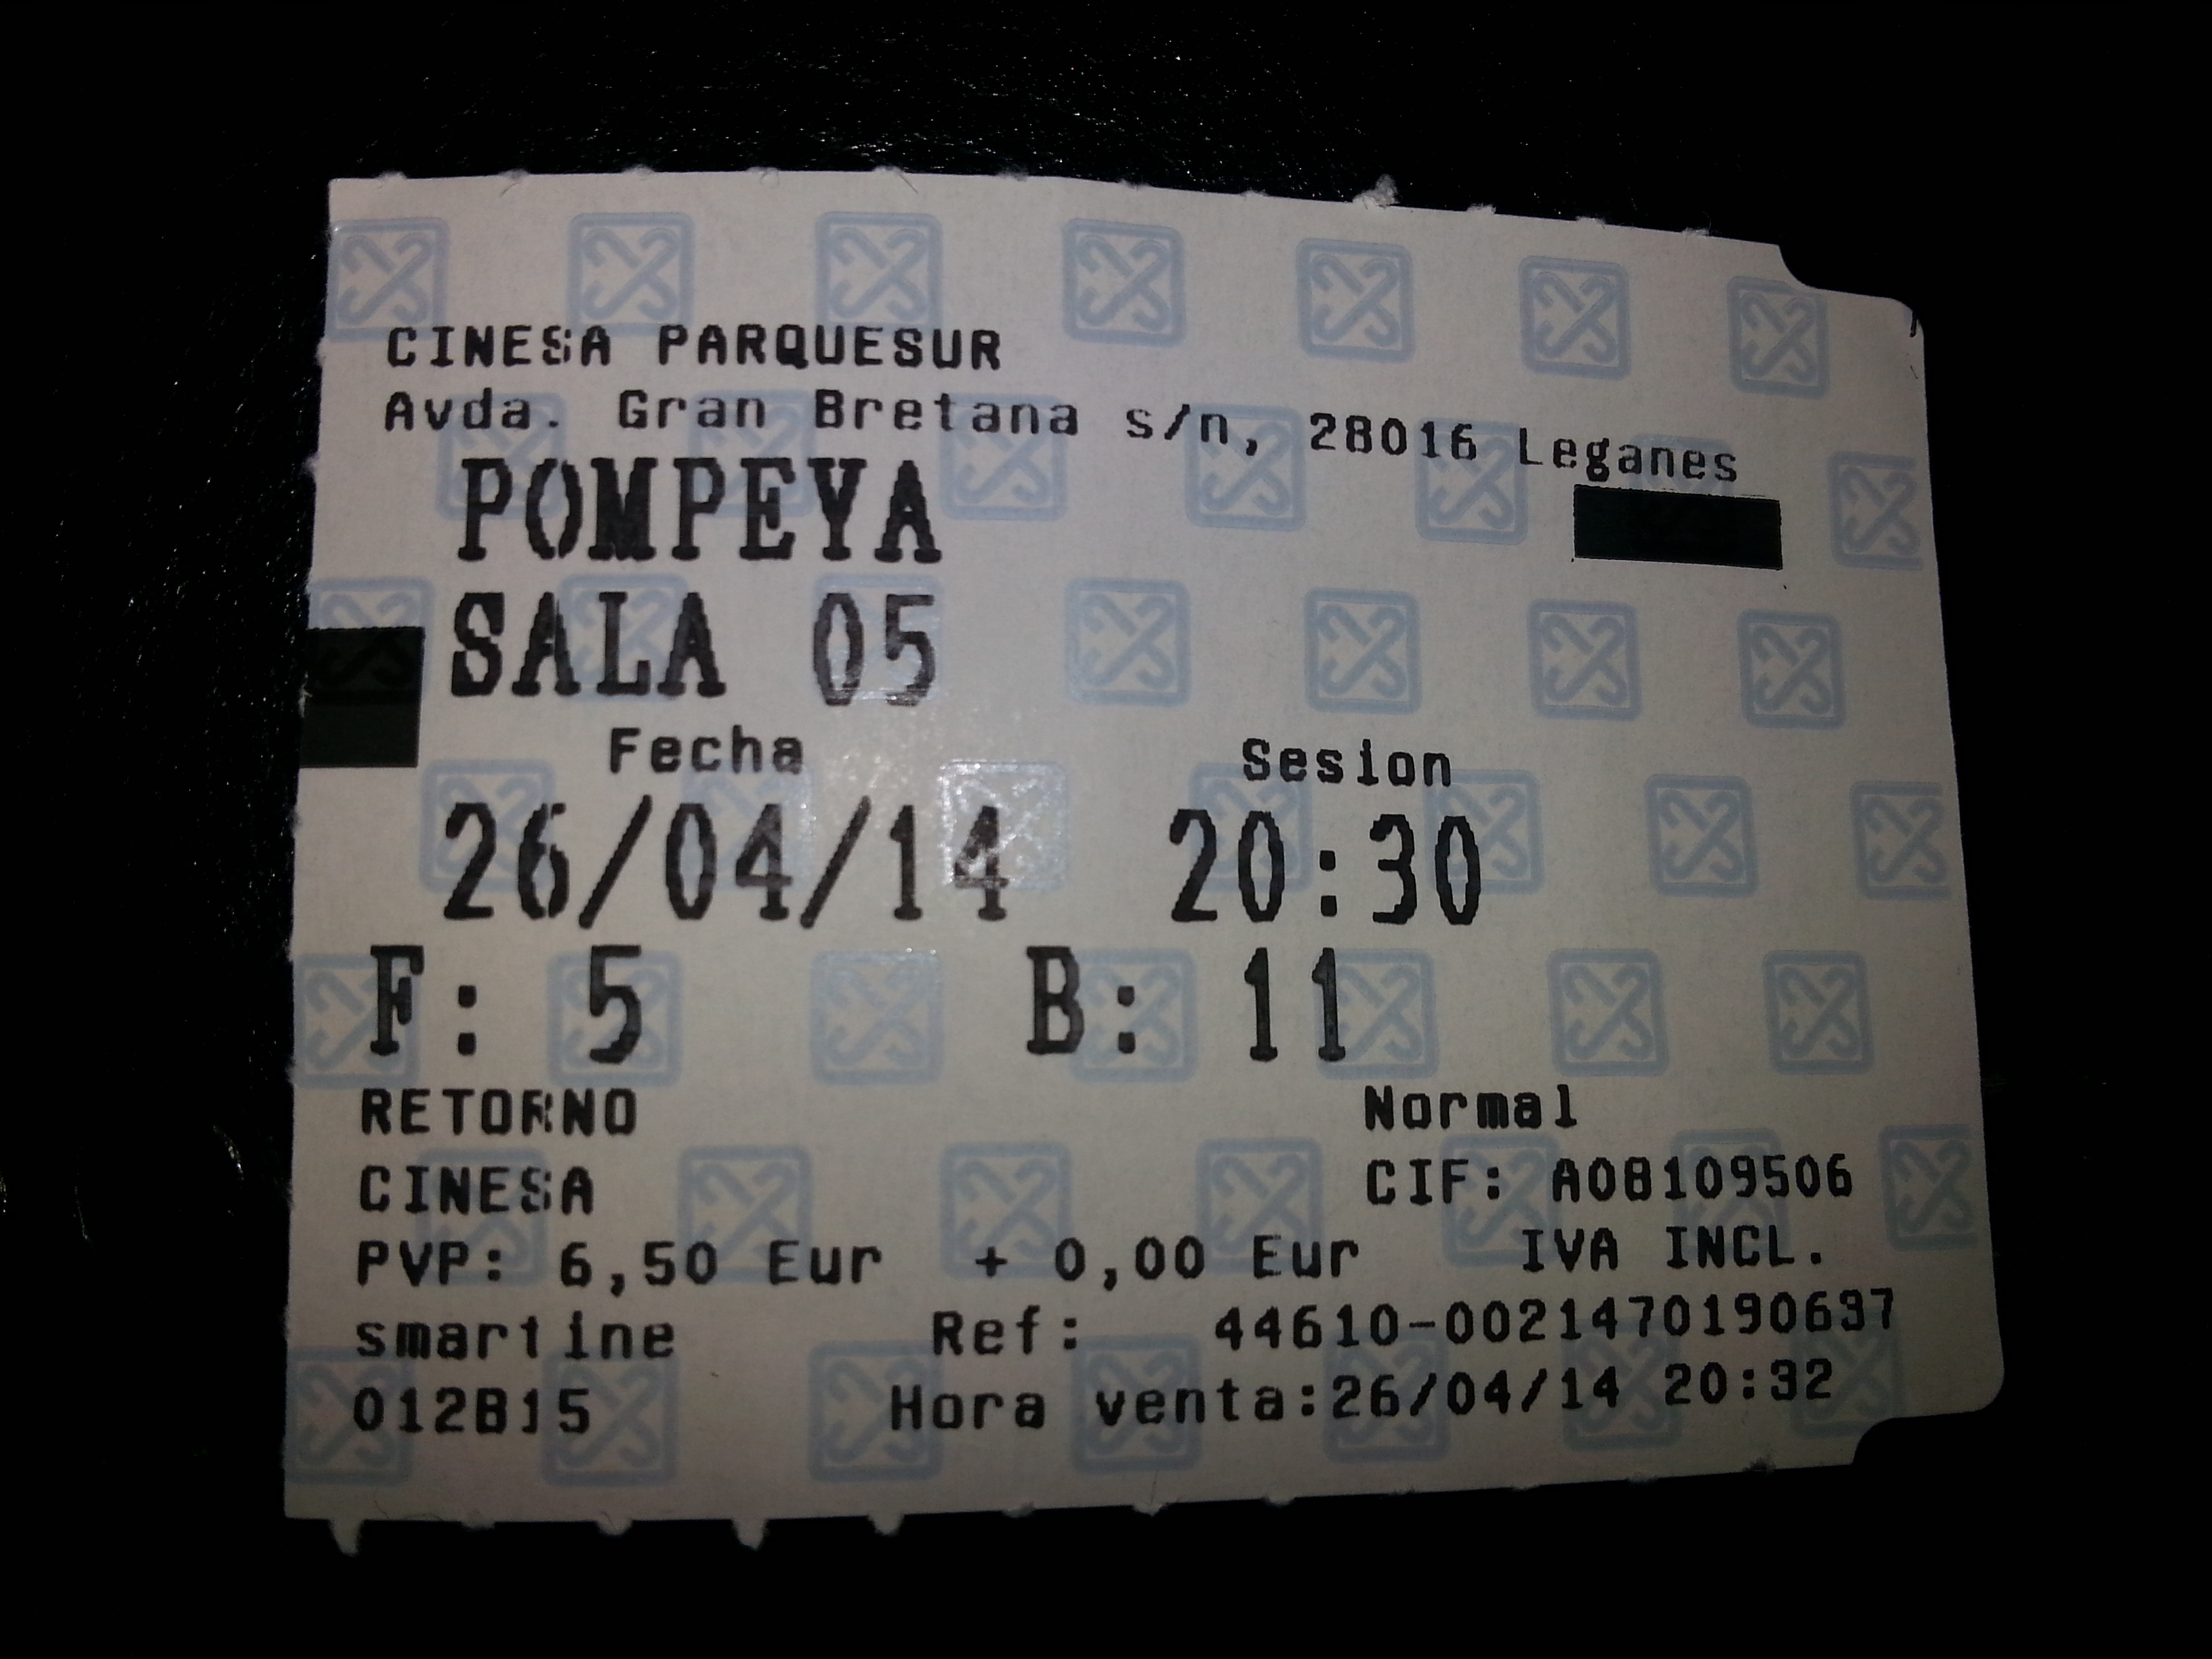 CINESA PARQUESUR
Avda. Gran Bretana s/n, 28016 Leganes
POMPEYA
SALA 05
Fecha Sesion
26/04/14 20:30
F: 5 B: 11
RETORNO Normal
CINESA CIF: A08109506
PVP: 6,50 Eur + 0,00 Eur IVA INCL.
smartine Ref: 44610-0021470190637
012B15 Hora venta:26/04/14 20:32